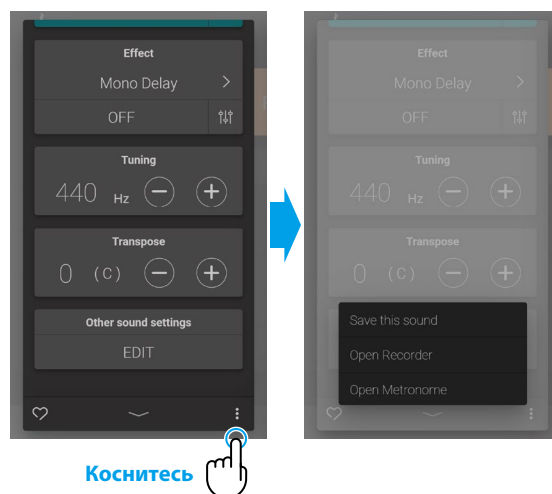 Effect
Mono Delay
OFF
Tuning
440 Hz
Transpose
0 (C)
Other sound settings
EDIT
Коснитесь
Effect
Mono Delay
OFF
Tuning
440 Hz
Transpose
0 (C)
Save this sound
Open Recorder
Open Metronome